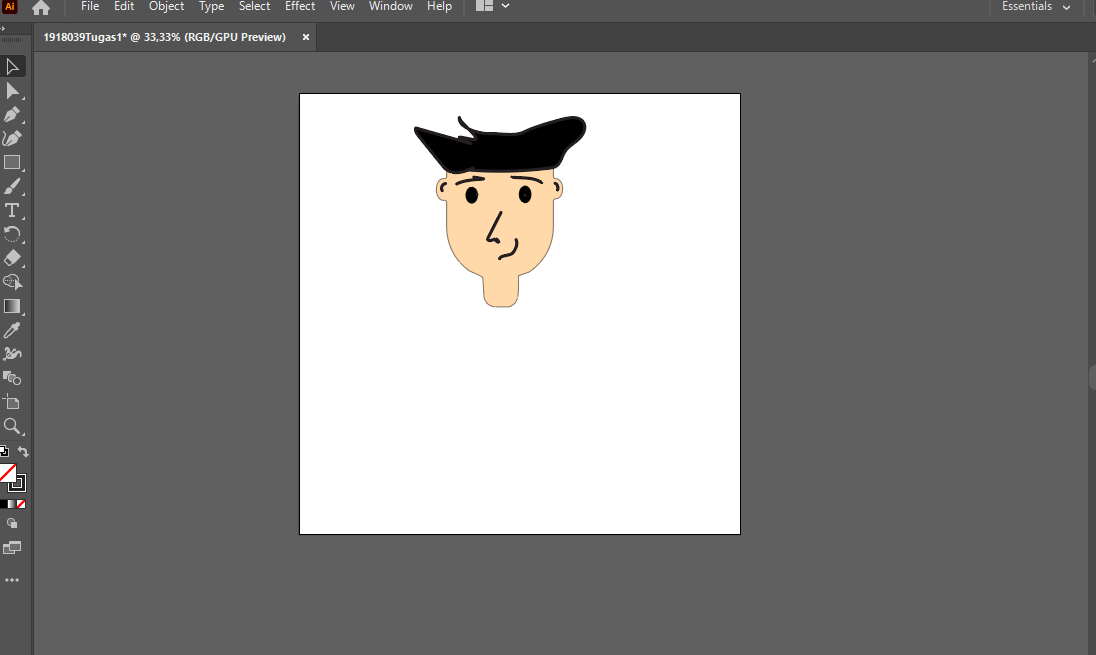 Ai File Edit Object Type Select Effect View Window Help Essentials
1918039Tugas1* @ 33,33% (RGB/GPU Preview) ×
T